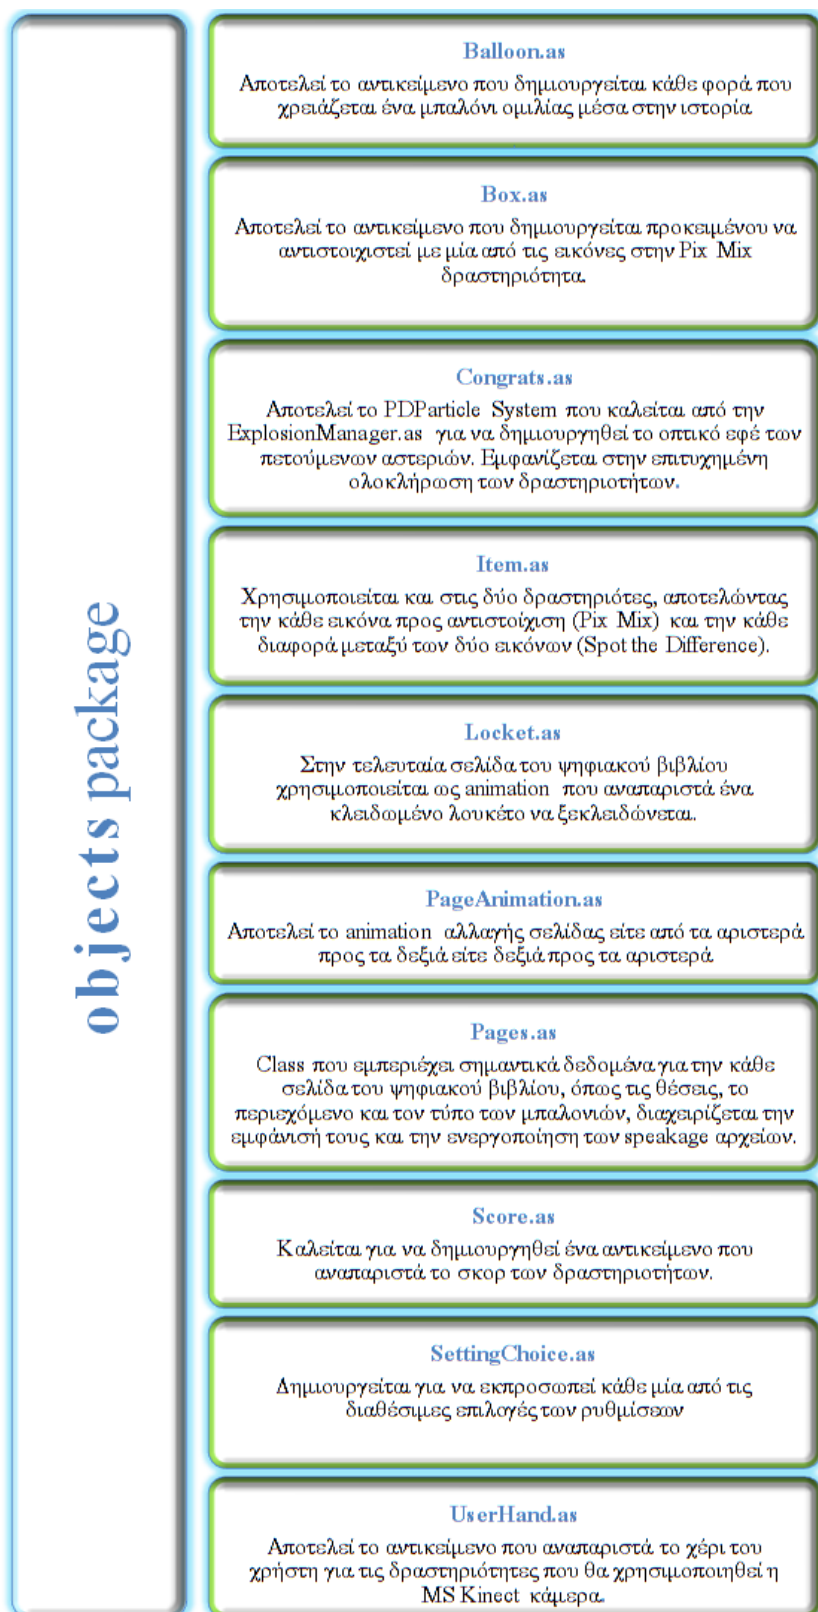 objects package
Balloon.as
Αποτελεί το αντικείμενο που δημιουργείται κάθε φορά που
χρειάζεται ένα μπαλόνι ομιλίας μέσα στην ιστορία
Box.as
Αποτελεί το αντικείμενο που δημιουργείται προκειμένου να
αντιστοιχιστεί με μία από τις εικόνες στην Pix Mix
δραστηριότητα.
Congrats.as
Αποτελεί το PDParticle System που καλείται από την
ExplosionManager.as για να δημιουργηθεί το οπτικό εφέ των
πετούμενων αστεριών. Εμφανίζεται στην επιτυχημένη
ολοκλήρωση των δραστηριοτήτων.
Item.as
Χρησιμοποιείται και στις δύο δραστηριότες, αποτελώντας
την κάθε εικόνα προς αντιστοίχιση (Pix Mix) και την κάθε
διαφορά μεταξύ των δύο εικόνων (Spot the Difference).
Locket.as
Στην τελευταία σελίδα του ψηφιακού βιβλίου
χρησιμοποιείται ως animation που αναπαριστά ένα
κλειδωμένο λουκέτο να ξεκλειδώνεται.
PageAnimation.as
Αποτελεί το animation αλλαγής σελίδας είτε από τα αριστερά
προς τα δεξιά είτε δεξιά προς τα αριστερά
Pages.as
Class που εμπεριέχει σημαντικά δεδομένα για την κάθε
σελίδα του ψηφιακού βιβλίου, όπως τις θέσεις, το
περιεχόμενο και τον τύπο των μπαλονιών, διαχειρίζεται την
εμφάνισή τους και την ενεργοποίηση των speakage αρχείων.
Score.as
Καλείται για να δημιουργηθεί ένα αντικείμενο που
αναπαριστά το σκορ των δραστηριοτήτων.
SettingChoice.as
Δημιουργείται για να εκπροσωπεί κάθε μία από τις
διαθέσιμες επιλογές των ρυθμίσεων
UserHand.as
Αποτελεί το αντικείμενο που αναπαριστά το χέρι του
χρήστη για τις δραστηριότητες που θα χρησιμοποιηθεί η
MS Kinect κάμερα.